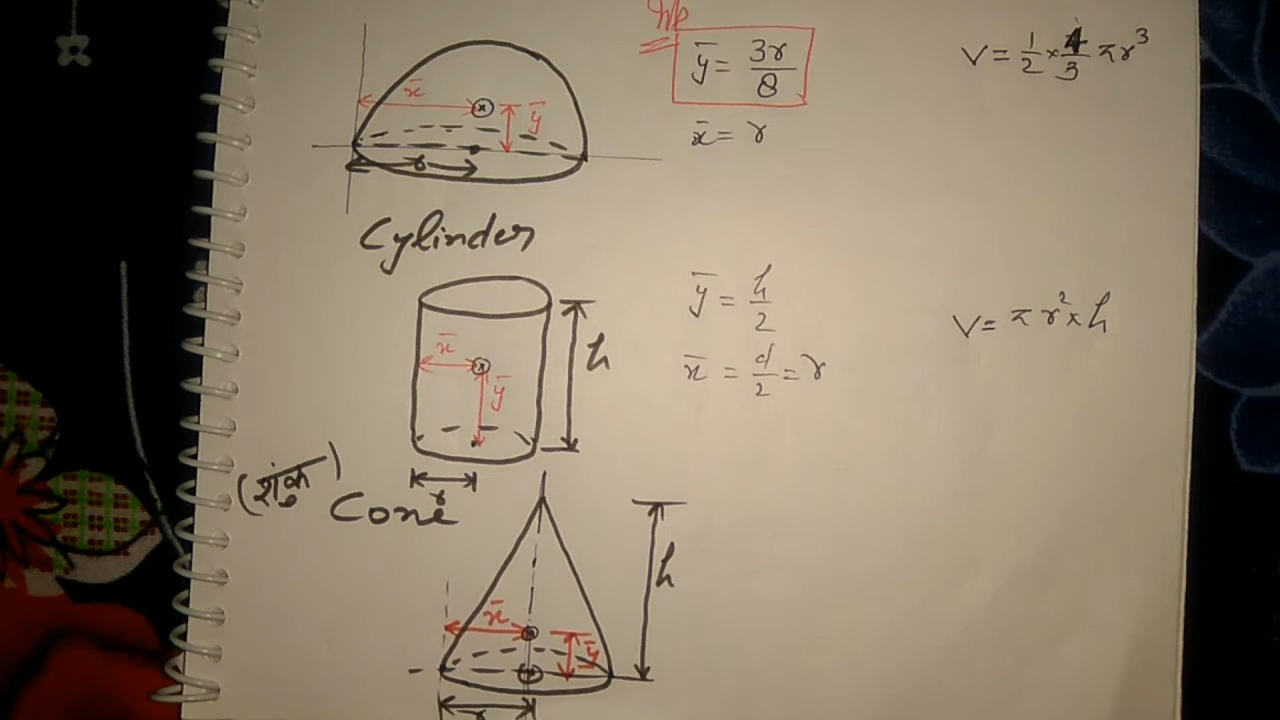 Imp
ȳ = 3r/8
V = 1/2 × 4/3 πr³
x̄
ȳ
x̄ = r
r
Cylinder
ȳ = h/2
V = πr² × h
h
x̄
x̄ = d/2 = r
ȳ
(शंकु)
r
Cone
h
x̄
ȳ
r